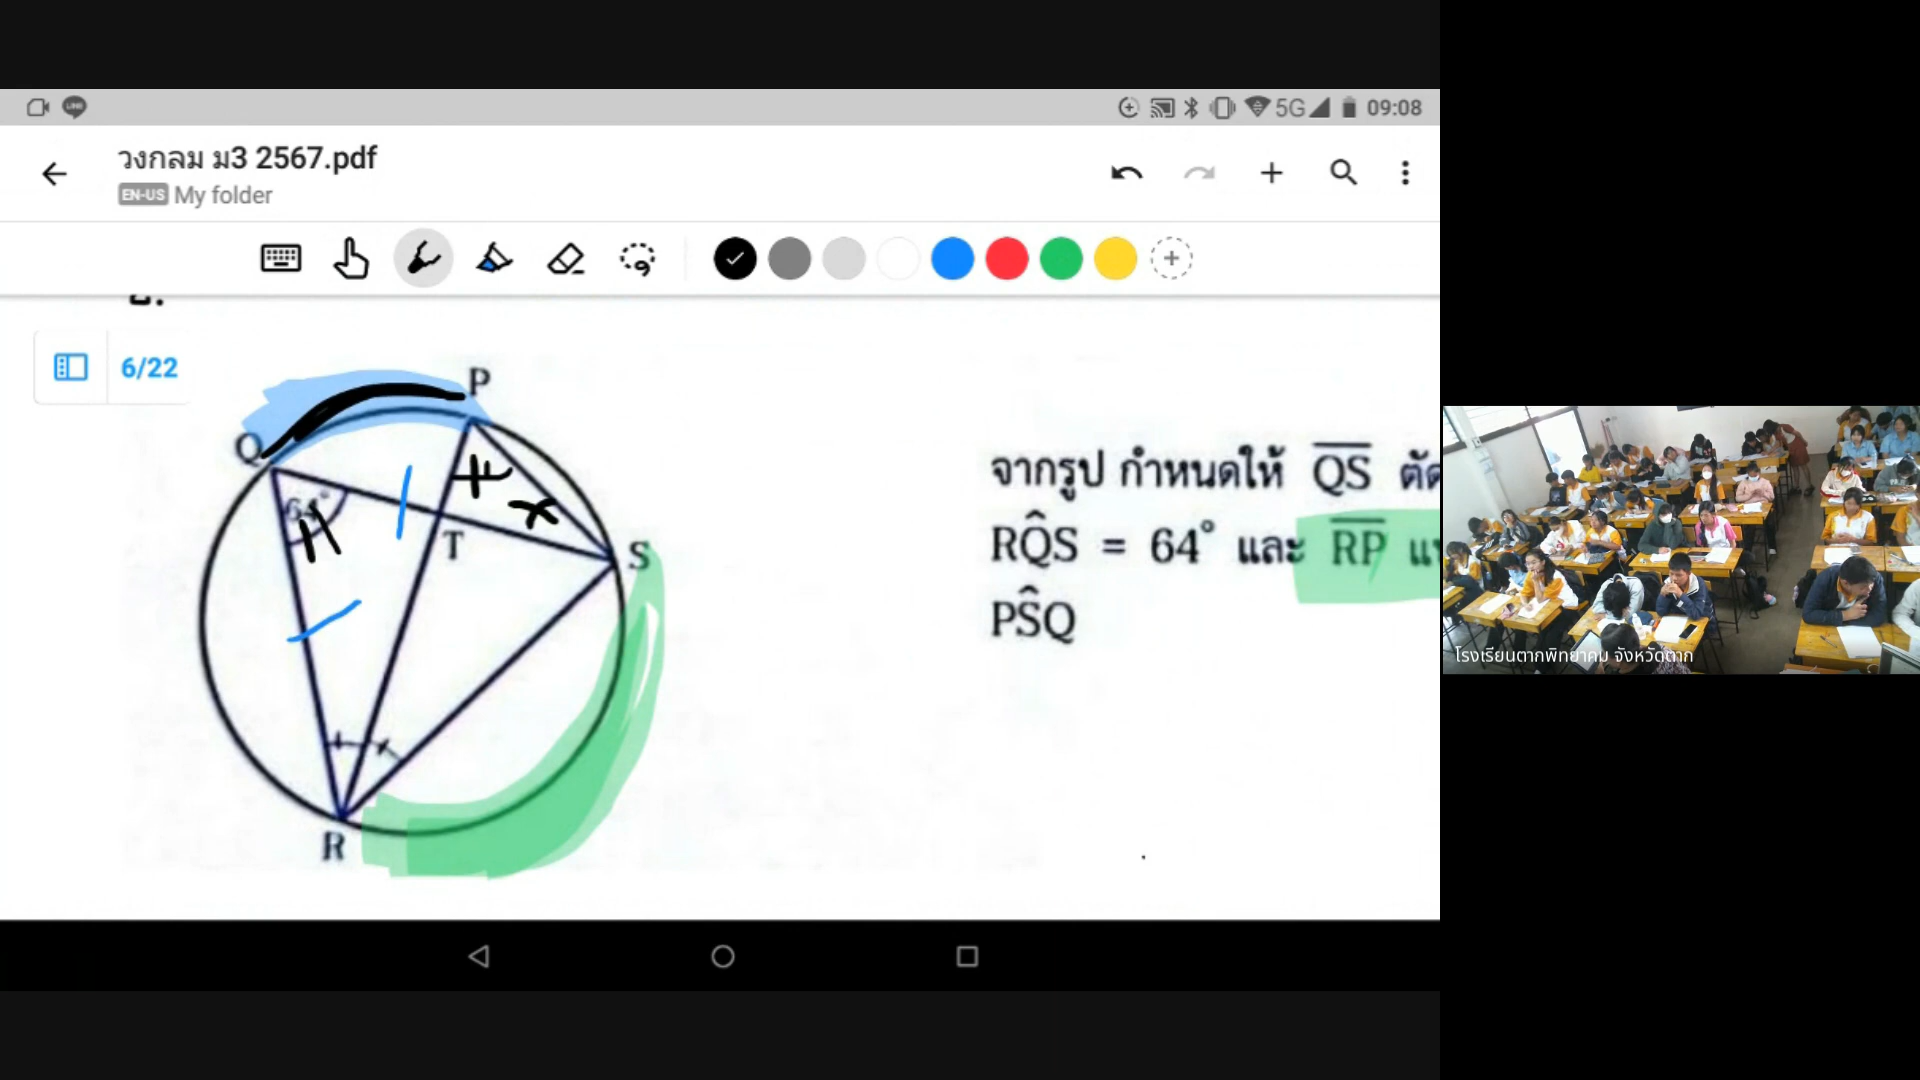 5G 09:08
วงกลม ม3 2567.pdf
EN-US My folder
6/22
P
Q
64°
T
S
R
จากรูป กำหนดให้ QS ตัด
RQ̂S = 64° และ RP
PŜQ
โรงเรียนตากพิทยาคม จังหวัดตาก